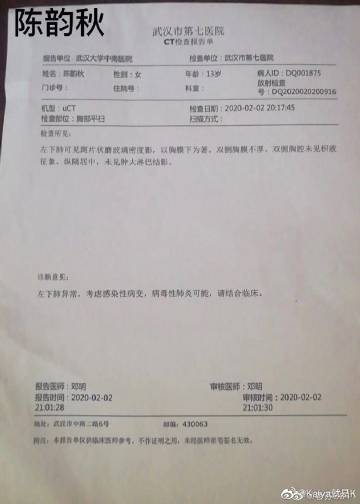 陈韵秋
武汉市第七医院
CT检查报告单
报告单位:武汉大学中南医院 检查单位:武汉市第七医院
姓名:陈韵秋 性别:女 年龄:13岁 病人ID:DQ001875
门诊号: 住院号: 科室: 放射检查
号:DQ2020020200916
机型:uCT 检查日期:2020-02-02 20:17:45
检查部位:胸部平扫 扫描方式:
检查所见:
左下肺可见斑片状磨玻璃密度影,以胸膜下为著。双侧胸膜不厚。双侧胸腔未见积液
征象。纵隔居中,未见肿大淋巴结影。
诊断意见:
左下肺异常,考虑感染性病变,病毒性肺炎可能,请结合临床。
报告医师:邓明 审核医师:邓明
报告时间:2020-02-02 审核时间:2020-02-02
21:01:28 21:01:30
地址:武汉市中南二路6号 邮编:430063
附注:本报告单仅供临床医师参考,不作证明之用,未经医师亲笔签名无效。